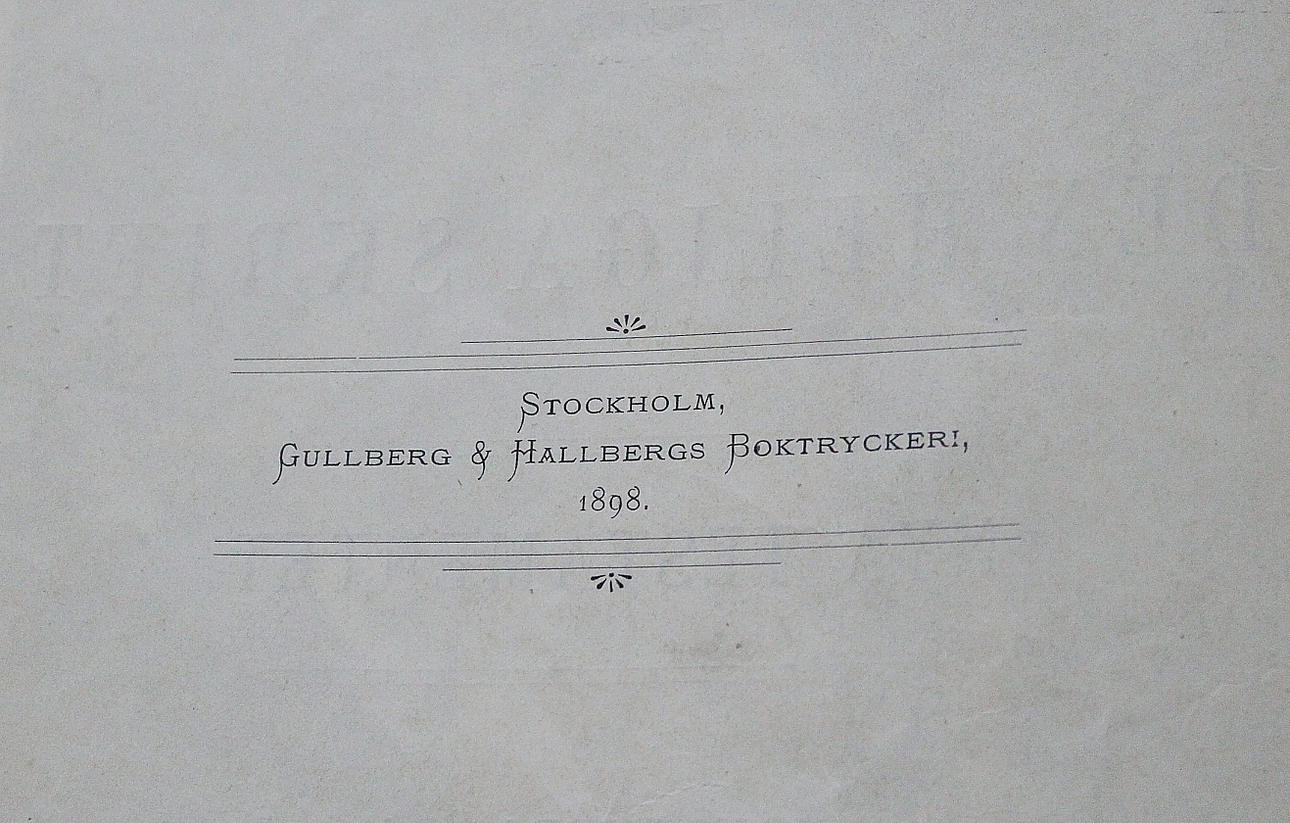 Stockholm,
Gullberg & Hallbergs Boktryckeri,
1898.